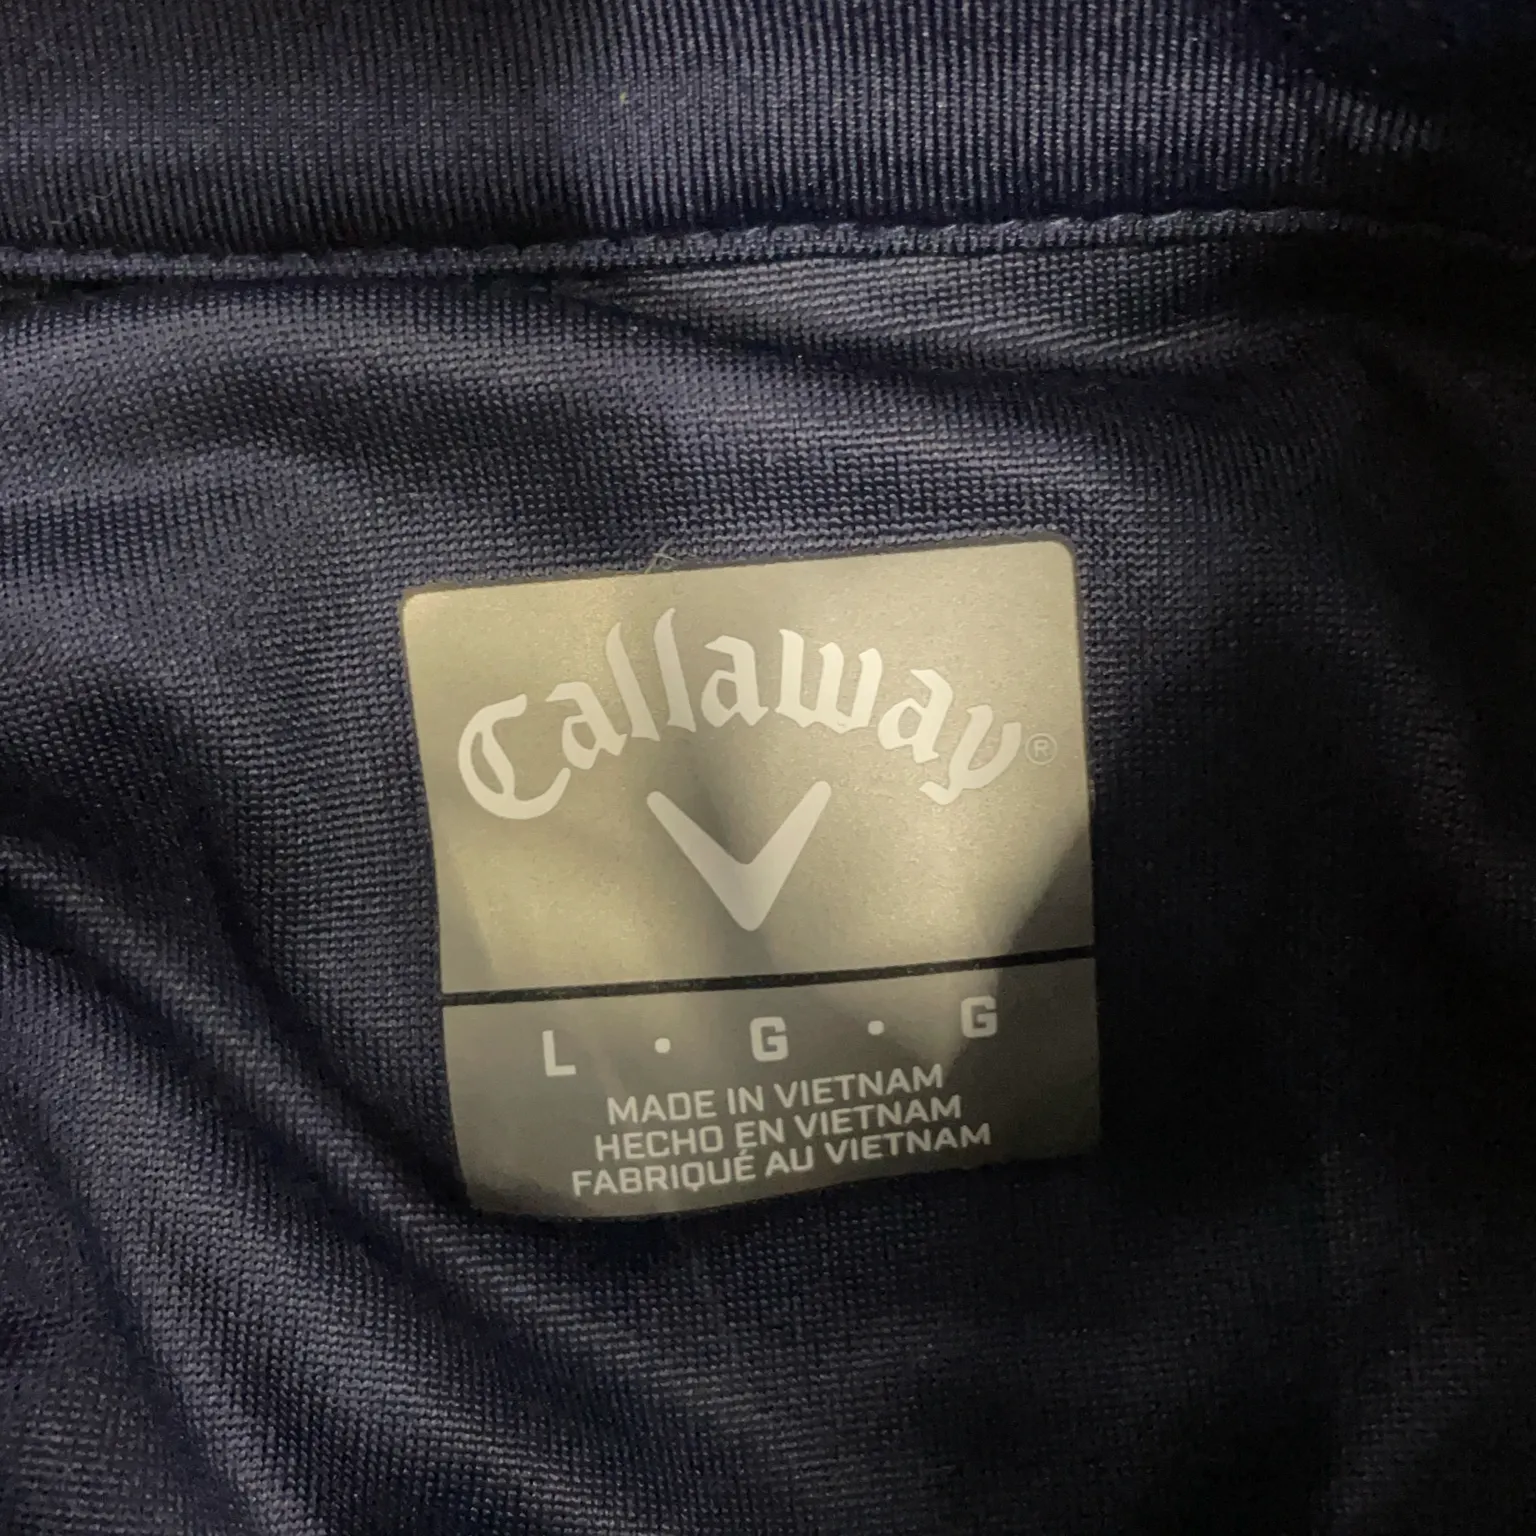 Callaway®
L · G · G
MADE IN VIETNAM
HECHO EN VIETNAM
FABRIQUÉ AU VIETNAM